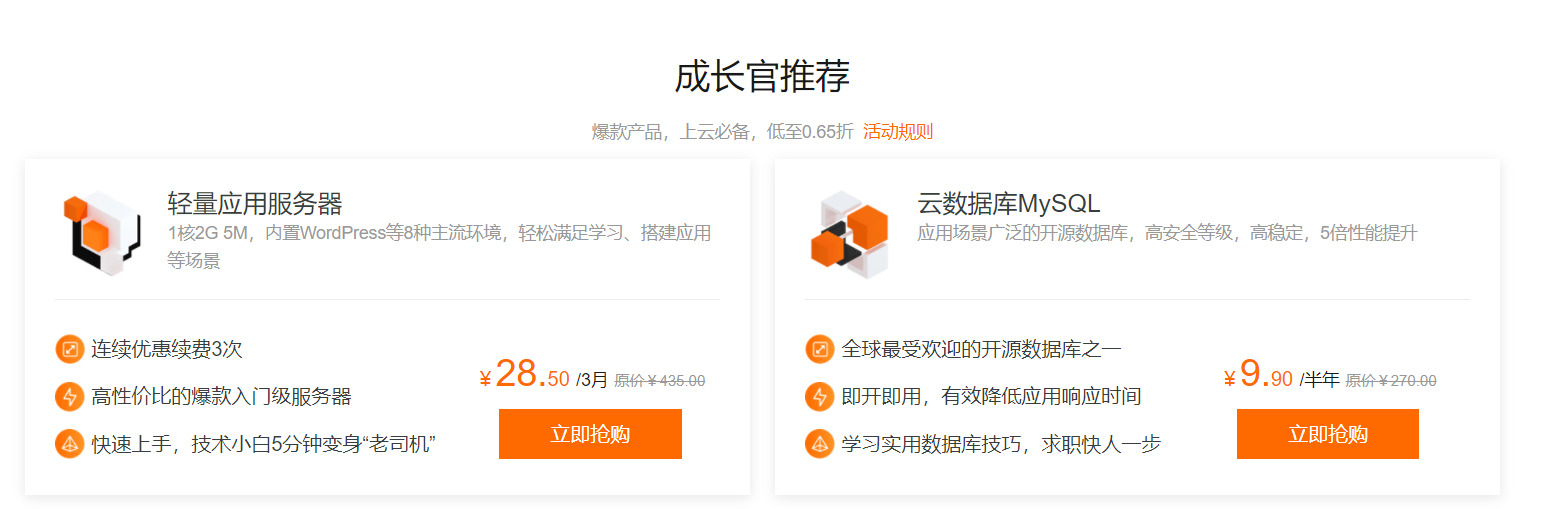 成长官推荐
爆款产品，上云必备，低至0.65折 活动规则
轻量应用服务器
1核2G 5M，内置WordPress等8种主流环境，轻松满足学习、搭建应用
等场景
连续优惠续费3次
高性价比的爆款入门级服务器
快速上手，技术小白5分钟变身“老司机”
¥28.50 /3月 原价¥435.00
立即抢购
云数据库MySQL
应用场景广泛的开源数据库，高安全等级，高稳定，5倍性能提升
全球最受欢迎的开源数据库之一
即开即用，有效降低应用响应时间
学习实用数据库技巧，求职快人一步
¥9.90 /半年 原价¥270.00
立即抢购